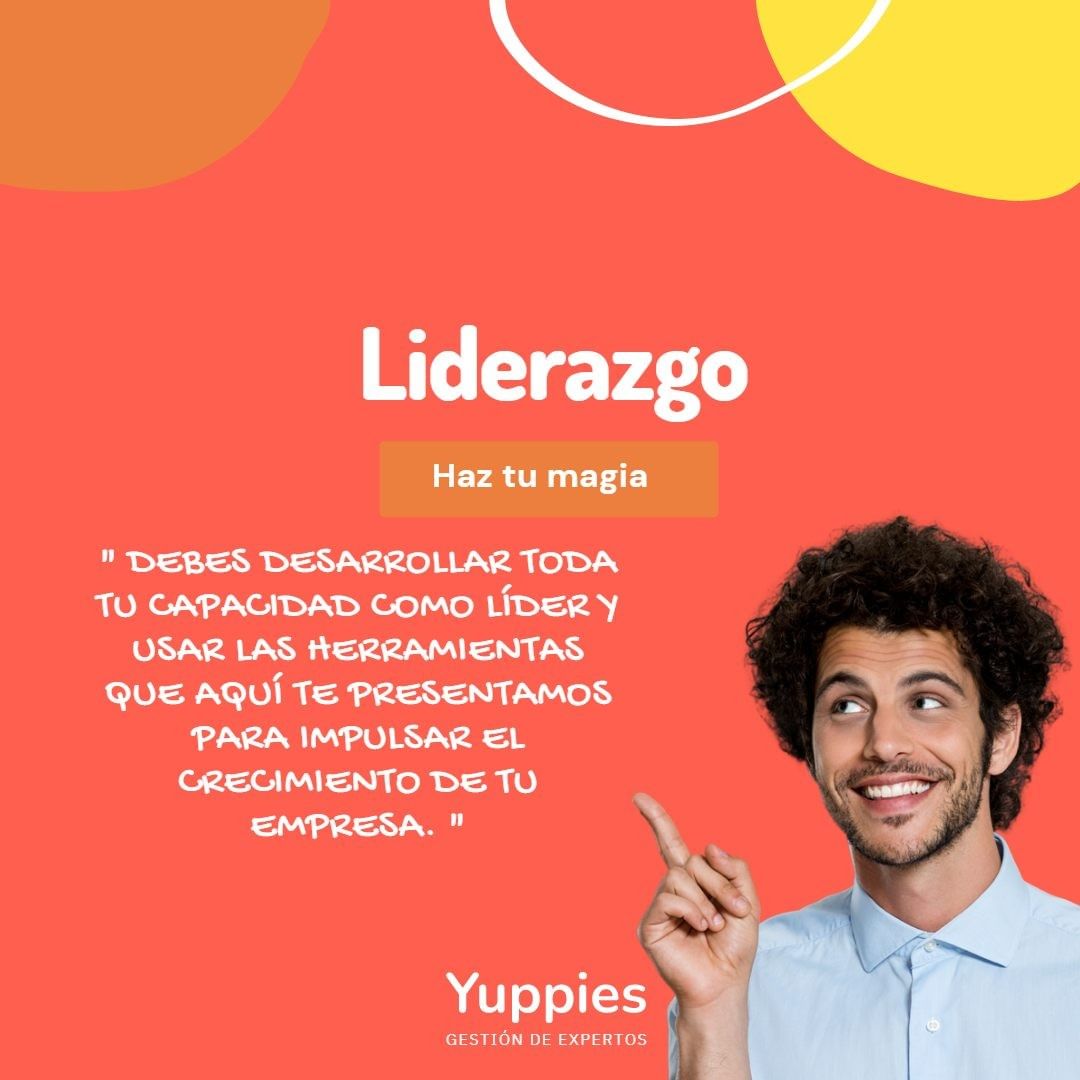 Liderazgo
Haz tu magia
" DEBES DESARROLLAR TODA
TU CAPACIDAD COMO LÍDER Y
USAR LAS HERRAMIENTAS
QUE AQUÍ TE PRESENTAMOS
PARA IMPULSAR EL
CRECIMIENTO DE TU
EMPRESA. "
Yuppies
GESTIÓN DE EXPERTOS